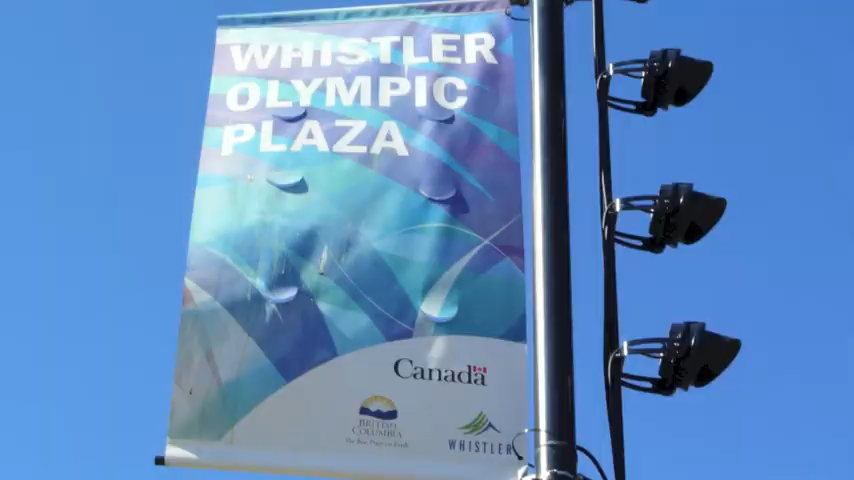 WHISTLER
OLYMPIC
PLAZA
Canada
BRITISH
COLUMBIA
The Best Place on Earth
WHISTLER